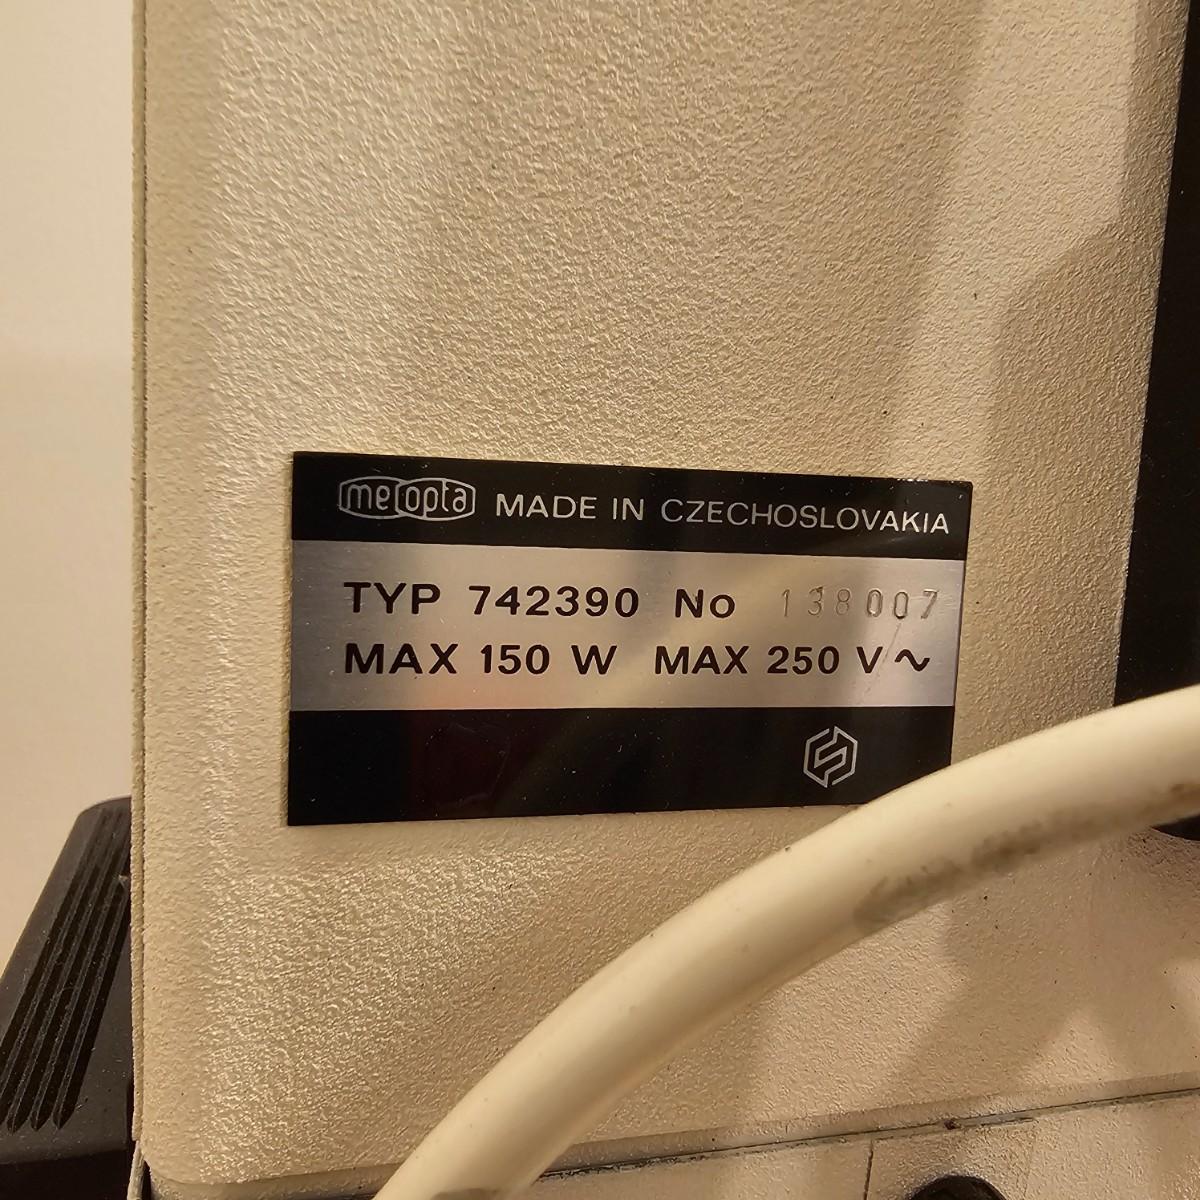 meopta MADE IN CZECHOSLOVAKIA
TYP 742390 No 138007
MAX 150 W MAX 250 V ~